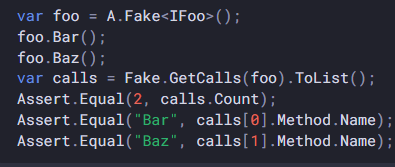 var foo = A.Fake<IFoo>();
foo.Bar();
foo.Baz();
var calls = Fake.GetCalls(foo).ToList();
Assert.Equal(2, calls.Count);
Assert.Equal("Bar", calls[0].Method.Name);
Assert.Equal("Baz", calls[1].Method.Name);